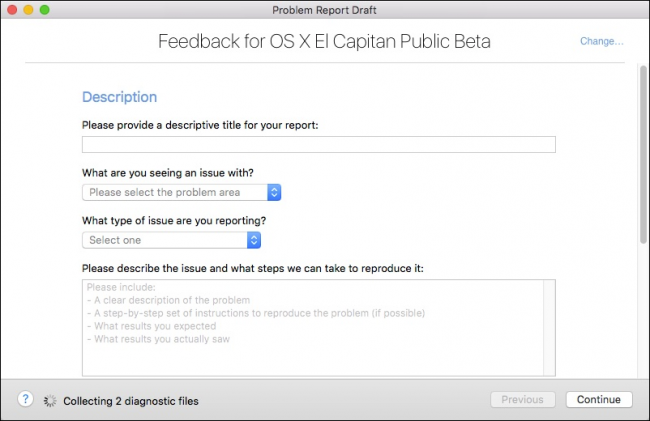 Problem Report Draft
Feedback for OS X El Capitan Public Beta
Change...
Description
Please provide a descriptive title for your report:
What are you seeing an issue with?
Please select the problem area
What type of issue are you reporting?
Select one
Please describe the issue and what steps we can take to reproduce it:
Please include:
- A clear description of the problem
- A step-by-step set of instructions to reproduce the problem (if possible)
- What results you expected
- What results you actually saw
? Collecting 2 diagnostic files Previous Continue